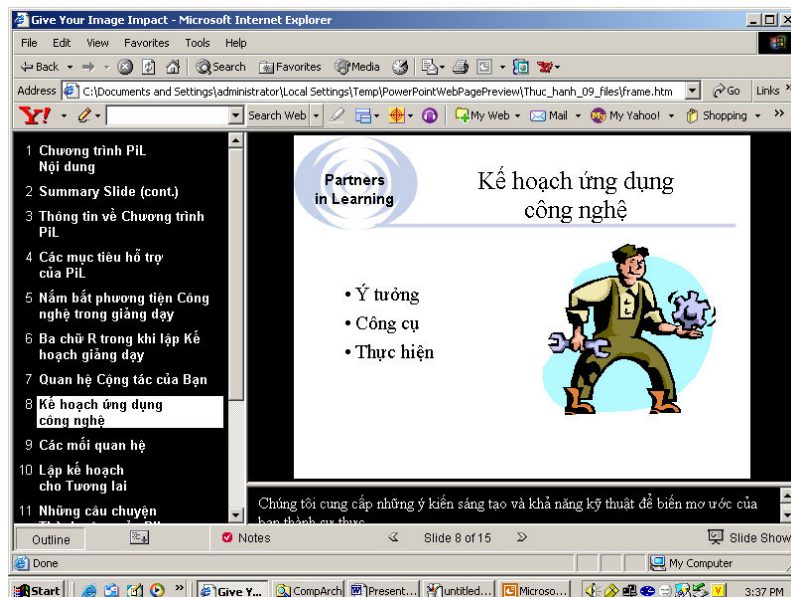 Give Your Image Impact - Microsoft Internet Explorer
File Edit View Favorites Tools Help
Back Search Favorites Media
Address C:\Documents and Settings\administrator\Local Settings\Temp\PowerPointWebPagePreview\Thuc_hanh_09_files\frame.htm Go Links
Y! Search Web My Web Mail My Yahoo! Shopping
1 Chương trình PiL
Nội dung
2 Summary Slide (cont.)
3 Thông tin về Chương trình
PiL
4 Các mục tiêu hỗ trợ
của PiL
5 Nắm bắt phương tiện Công
nghệ trong giảng dạy
6 Ba chữ R trong khi lập Kế
hoạch giảng dạy
7 Quan hệ Cộng tác của Bạn
8 Kế hoạch ứng dụng
công nghệ
9 Các mối quan hệ
10 Lập kế hoạch
cho Tương lai
11 Những câu chuyện
Partners
in Learning
Kế hoạch ứng dụng
công nghệ
• Ý tưởng
• Công cụ
• Thực hiện
Chúng tôi cung cấp những ý kiến sáng tạo và khả năng kỹ thuật để biến mơ ước của
Outline Notes Slide 8 of 15 Slide Show
Done My Computer
Start Give Y... CompArch Present... untitled... Microso... 3:37 PM